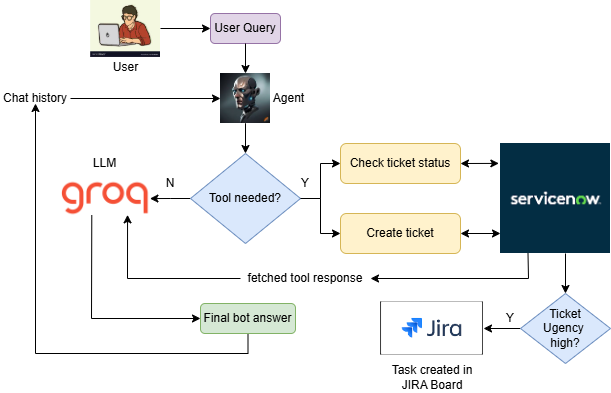 User Query
User
Chat history
Agent
LLM
groq
N
Tool needed?
Y
Check ticket status
Create ticket
servicenow
fetched tool response
Final bot answer
Ticket
Ugency
high?
Y
Jira
Task created in
JIRA Board